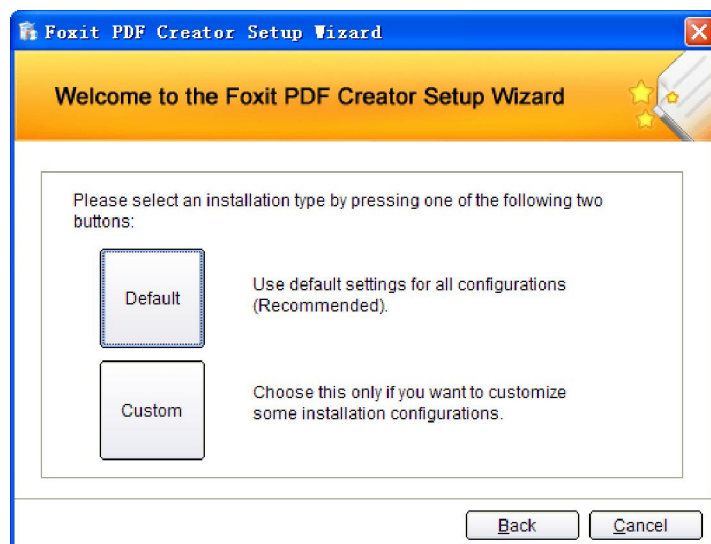 Foxit PDF Creator Setup Wizard
Welcome to the Foxit PDF Creator Setup Wizard
Please select an installation type by pressing one of the following two
buttons:
Default
Use default settings for all configurations
(Recommended).
Custom
Choose this only if you want to customize
some installation configurations.
Back
Cancel